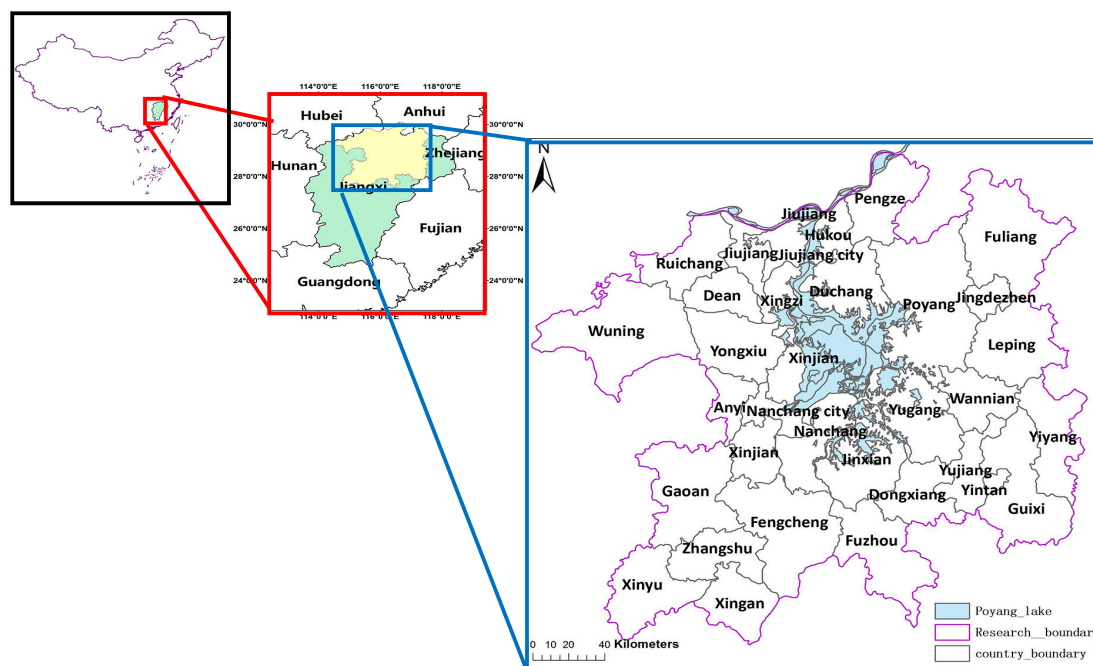 114°0'0"E 116°0'0"E 118°0'0"E
Hubei
Anhui
30°0'0"N
30°0'0"N
Hunan
Zhejiang
28°0'0"N
28°0'0"N
Jiangxi
26°0'0"N
26°0'0"N
Fujian
24°0'0"N
24°0'0"N
Guangdong
114°0'0"E 116°0'0"E 118°0'0"E
N
Pengze
Jiujiang
Hukou
Fuliang
Jiujiang
Jiujiang city
Ruichang
Dean
Xingzi
Duchang
Poyang
Jingdezhen
Wuning
Yongxiu
Xinjian
Leping
Anyi
Nanchang city
Yugang
Wannian
Nanchang
Yiyang
Xinjian
Jinxian
Yujiang
Gaoan
Dongxiang
Yintan
Guixi
Fengcheng
Fuzhou
Zhangshu
Xinyu
Xingan
Poyang_lake
Research__boundar
country_boundary
0 10 20 40 Kilometers